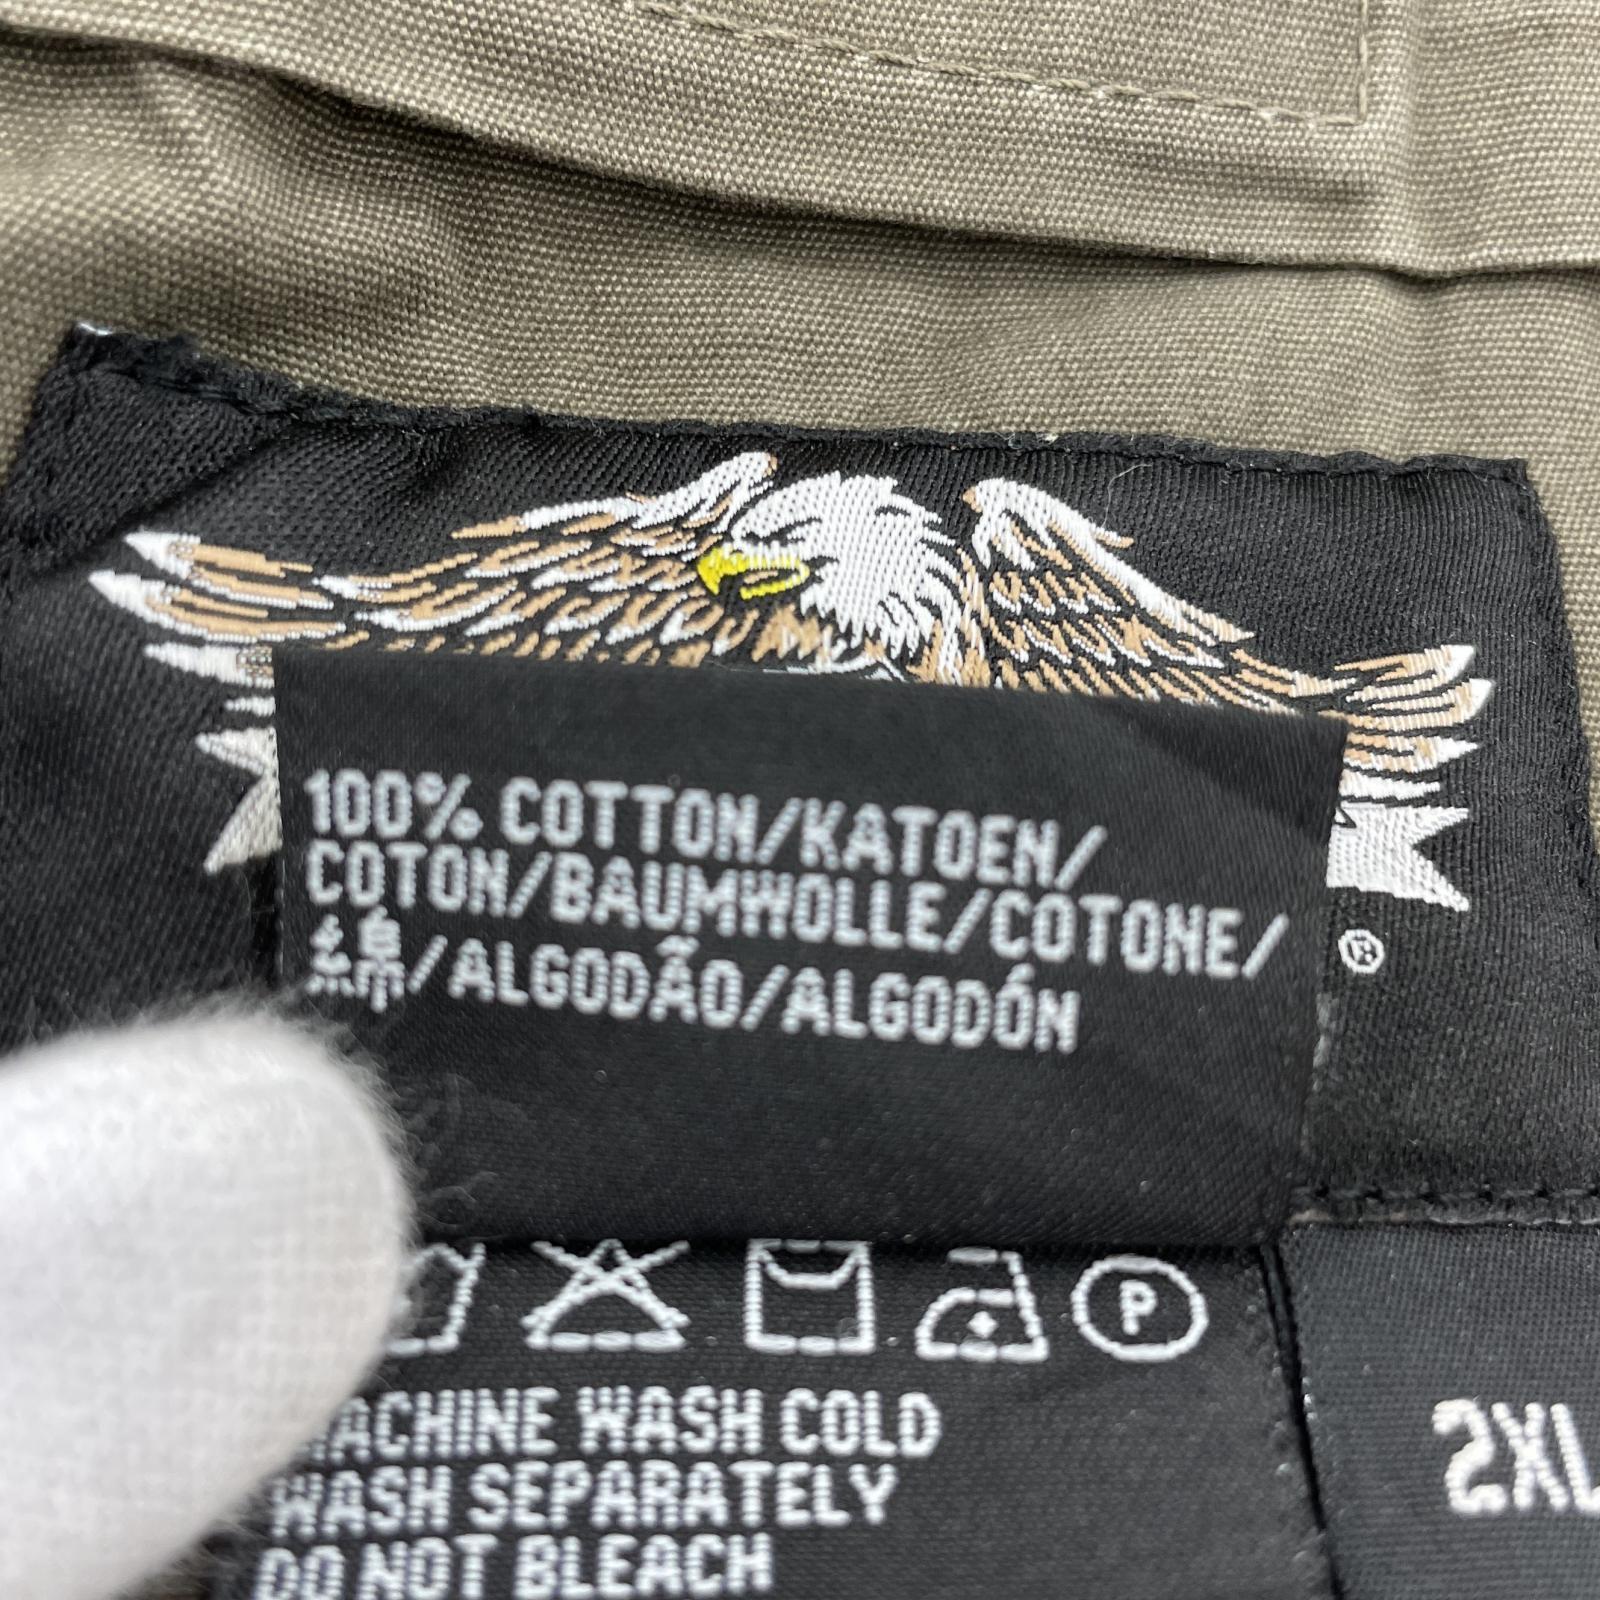 100% COTTON/KATOEN/
COTON/BAUMWOLLE/COTONE/
綿/ALGODÃO/ALGODÓN
®
P
MACHINE WASH COLD
WASH SEPARATELY
DO NOT BLEACH
2XL